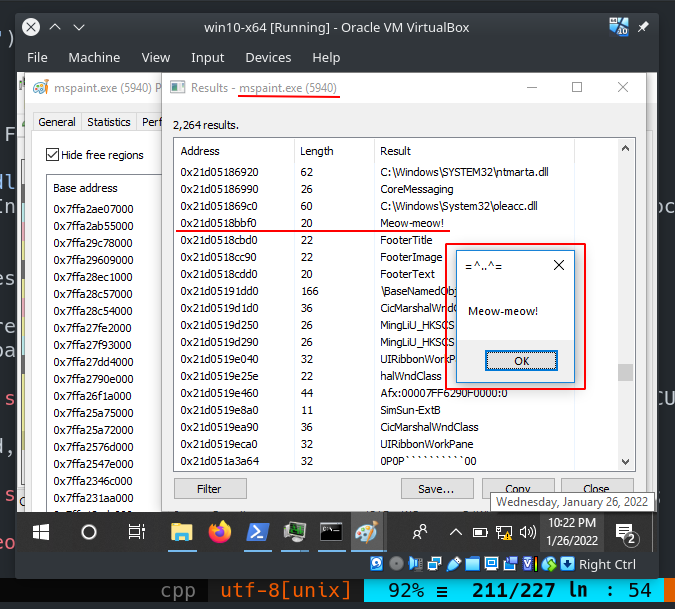 win10-x64 [Running] - Oracle VM VirtualBox
File Machine View Input Devices Help
mspaint.exe (5940) P
Results - mspaint.exe (5940)
General Statistics Perf
2,264 results.
Hide free regions
Address Length Result
Base address
0x21d05186920 62 C:\Windows\SYSTEM32\ntmarta.dll
0x21d05186990 26 CoreMessaging
0x21d051869c0 60 C:\Windows\System32\oleacc.dll
0x21d0518bbf0 20 Meow-meow!
0x21d0518cbd0 22 FooterTitle
0x21d0518cc90 22 FooterImage
0x21d0518cdd0 20 FooterText
0x21d05191dd0 166 \BaseNamedObj
0x21d0519d1d0 36 CicMarshalWndC
0x21d0519d250 26 MingLiU_HKSCS
0x21d0519d290 26 MingLiU_HKSCS
0x21d0519e040 32 UIRibbonWorkP
0x21d0519e25e 22 halWndClass
0x21d0519e460 44 Afx:00007FF6290F0000:0
0x21d0519e8a0 11 SimSun-ExtB
0x21d0519ea90 36 CicMarshalWndClass
0x21d0519eca0 32 UIRibbonWorkPane
0x21d051a3a64 32 0P0P``````````00
0x7ffa2ae07000
0x7ffa2ab55000
0x7ffa29c78000
0x7ffa29609000
0x7ffa28ec1000
0x7ffa28c57000
0x7ffa28c54000
0x7ffa27fe2000
0x7ffa27f93000
0x7ffa27dd4000
0x7ffa2790e000
0x7ffa26f1a000
0x7ffa25a75000
0x7ffa25a72000
0x7ffa2576d000
0x7ffa2547e000
0x7ffa2346c000
0x7ffa231aa000
=^..^=
Meow-meow!
OK
Filter Save... Copy Close
Wednesday, January 26, 2022
10:22 PM
1/26/2022
2
Right Ctrl
cpp utf-8[unix] 92% ≡ 211/227 ln : 54